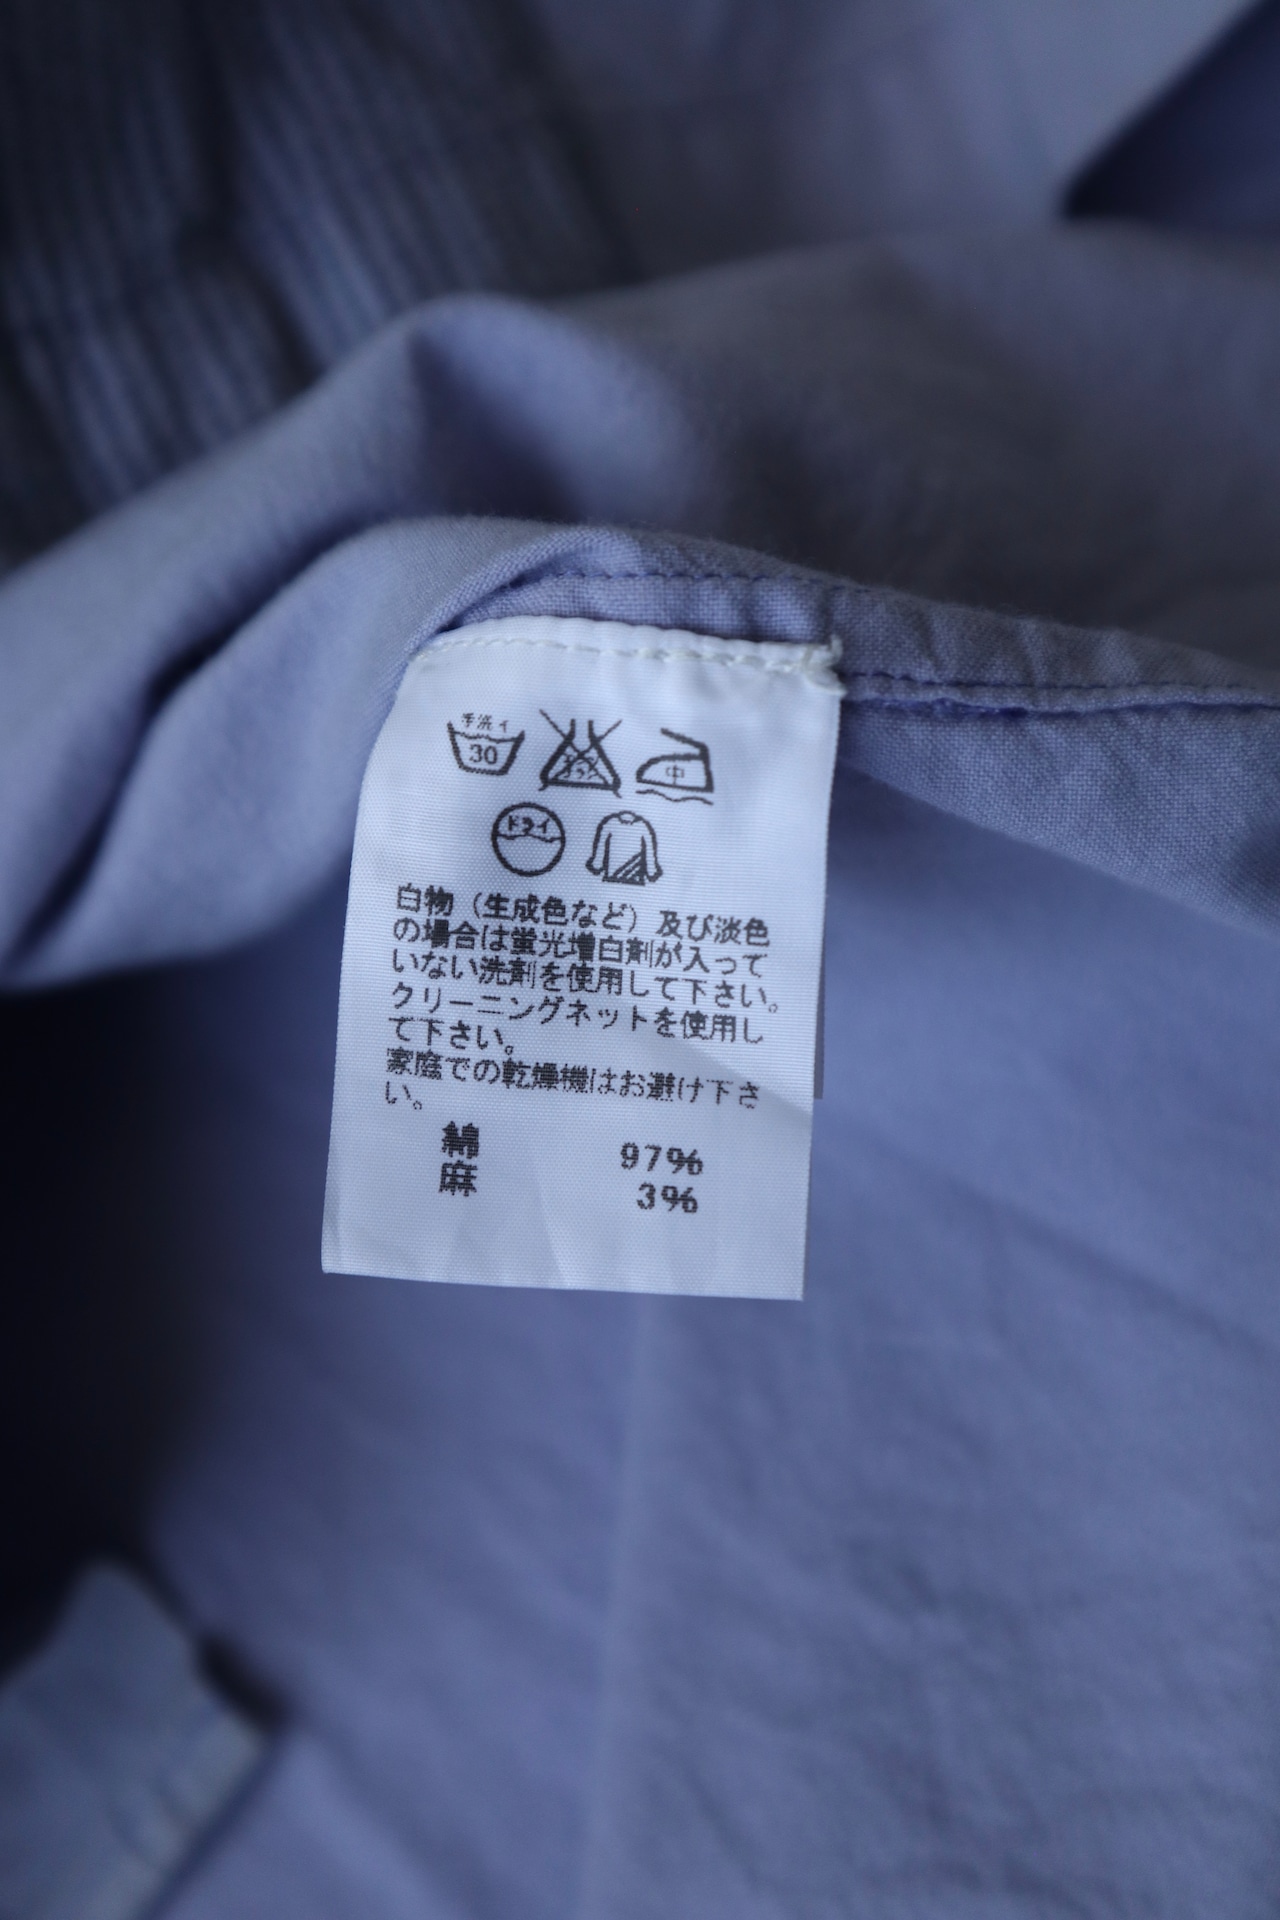 手洗イ
30
中
ドライ
白物（生成色など）及び淡色
の場合は蛍光増白剤が入って
いない洗剤を使用して下さい。
クリーニングネットを使用し
て下さい。
家庭での乾燥機はお避け下さ
い。
綿 97%
麻 3%